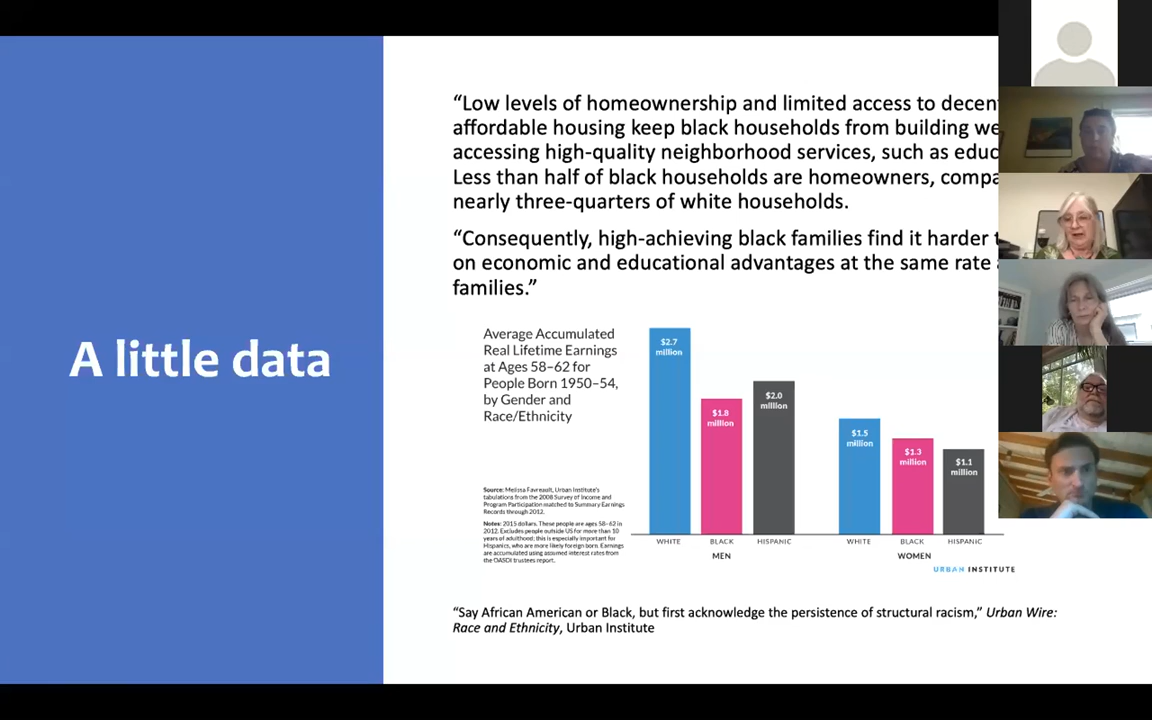 “Low levels of homeownership and limited access to decen
affordable housing keep black households from building we
accessing high-quality neighborhood services, such as educ
Less than half of black households are homeowners, compa
nearly three-quarters of white households.
“Consequently, high-achieving black families find it harder t
on economic and educational advantages at the same rate
families.”
A little data
Average Accumulated
Real Lifetime Earnings
at Ages 58–62 for
People Born 1950–54,
by Gender and
Race/Ethnicity
$2.7
million
$1.8
million
$2.0
million
$1.5
million
$1.3
million
$1.1
million
Source: Melissa Favreault, Urban Institute's
tabulations from the 2008 Survey of Income and
Program Participation matched to Summary Earnings
Records through 2012.
Notes: 2015 dollars. These people are ages 58–62 in
2012. Excludes people outside US for more than 10
years of adulthood; this is especially important for
Hispanics, who are more likely foreign born. Earnings
are accumulated using assumed interest rates from
the OASDI trustees report.
WHITE BLACK HISPANIC WHITE BLACK HISPANIC
MEN WOMEN
URBAN INSTITUTE
“Say African American or Black, but first acknowledge the persistence of structural racism,” Urban Wire:
Race and Ethnicity, Urban Institute